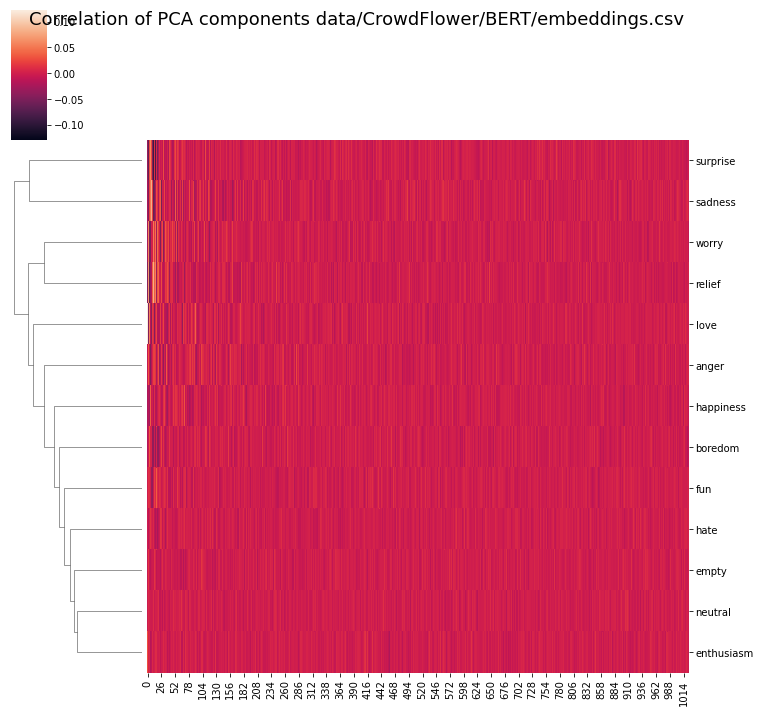 Correlation of PCA components data/CrowdFlower/BERT/embeddings.csv
0.10
0.05
0.00
−0.05
−0.10
surprise
sadness
worry
relief
love
anger
happiness
boredom
fun
hate
empty
neutral
enthusiasm
0 26 52 78 104 130 156 182 208 234 260 286 312 338 364 390 416 442 468 494 520 546 572 598 624 650 676 702 728 754 780 806 832 858 884 910 936 962 988 1014